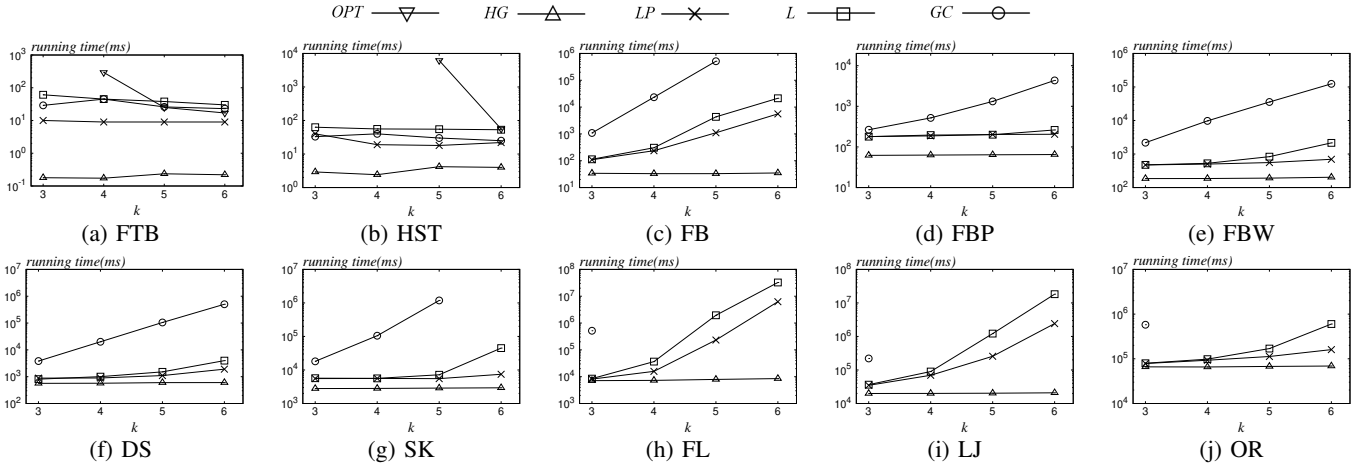 OPT HG LP L GC
running time(ms) running time(ms) running time(ms) running time(ms) running time(ms)
10^3 10^2 10^1 10^0 10^-1
3 4 5 6
k
(a) FTB
10^4 10^3 10^2 10^1 10^0
3 4 5 6
k
(b) HST
10^6 10^5 10^4 10^3 10^2 10^1
3 4 5 6
k
(c) FB
10^4 10^3 10^2 10^1
3 4 5 6
k
(d) FBP
10^6 10^5 10^4 10^3 10^2
3 4 5 6
k
(e) FBW
running time(ms) running time(ms) running time(ms) running time(ms) running time(ms)
10^7 10^6 10^5 10^4 10^3 10^2
3 4 5 6
k
(f) DS
10^7 10^6 10^5 10^4 10^3
3 4 5 6
k
(g) SK
10^8 10^7 10^6 10^5 10^4 10^3
3 4 5 6
k
(h) FL
10^8 10^7 10^6 10^5 10^4
3 4 5 6
k
(i) LJ
10^7 10^6 10^5 10^4
3 4 5 6
k
(j) OR